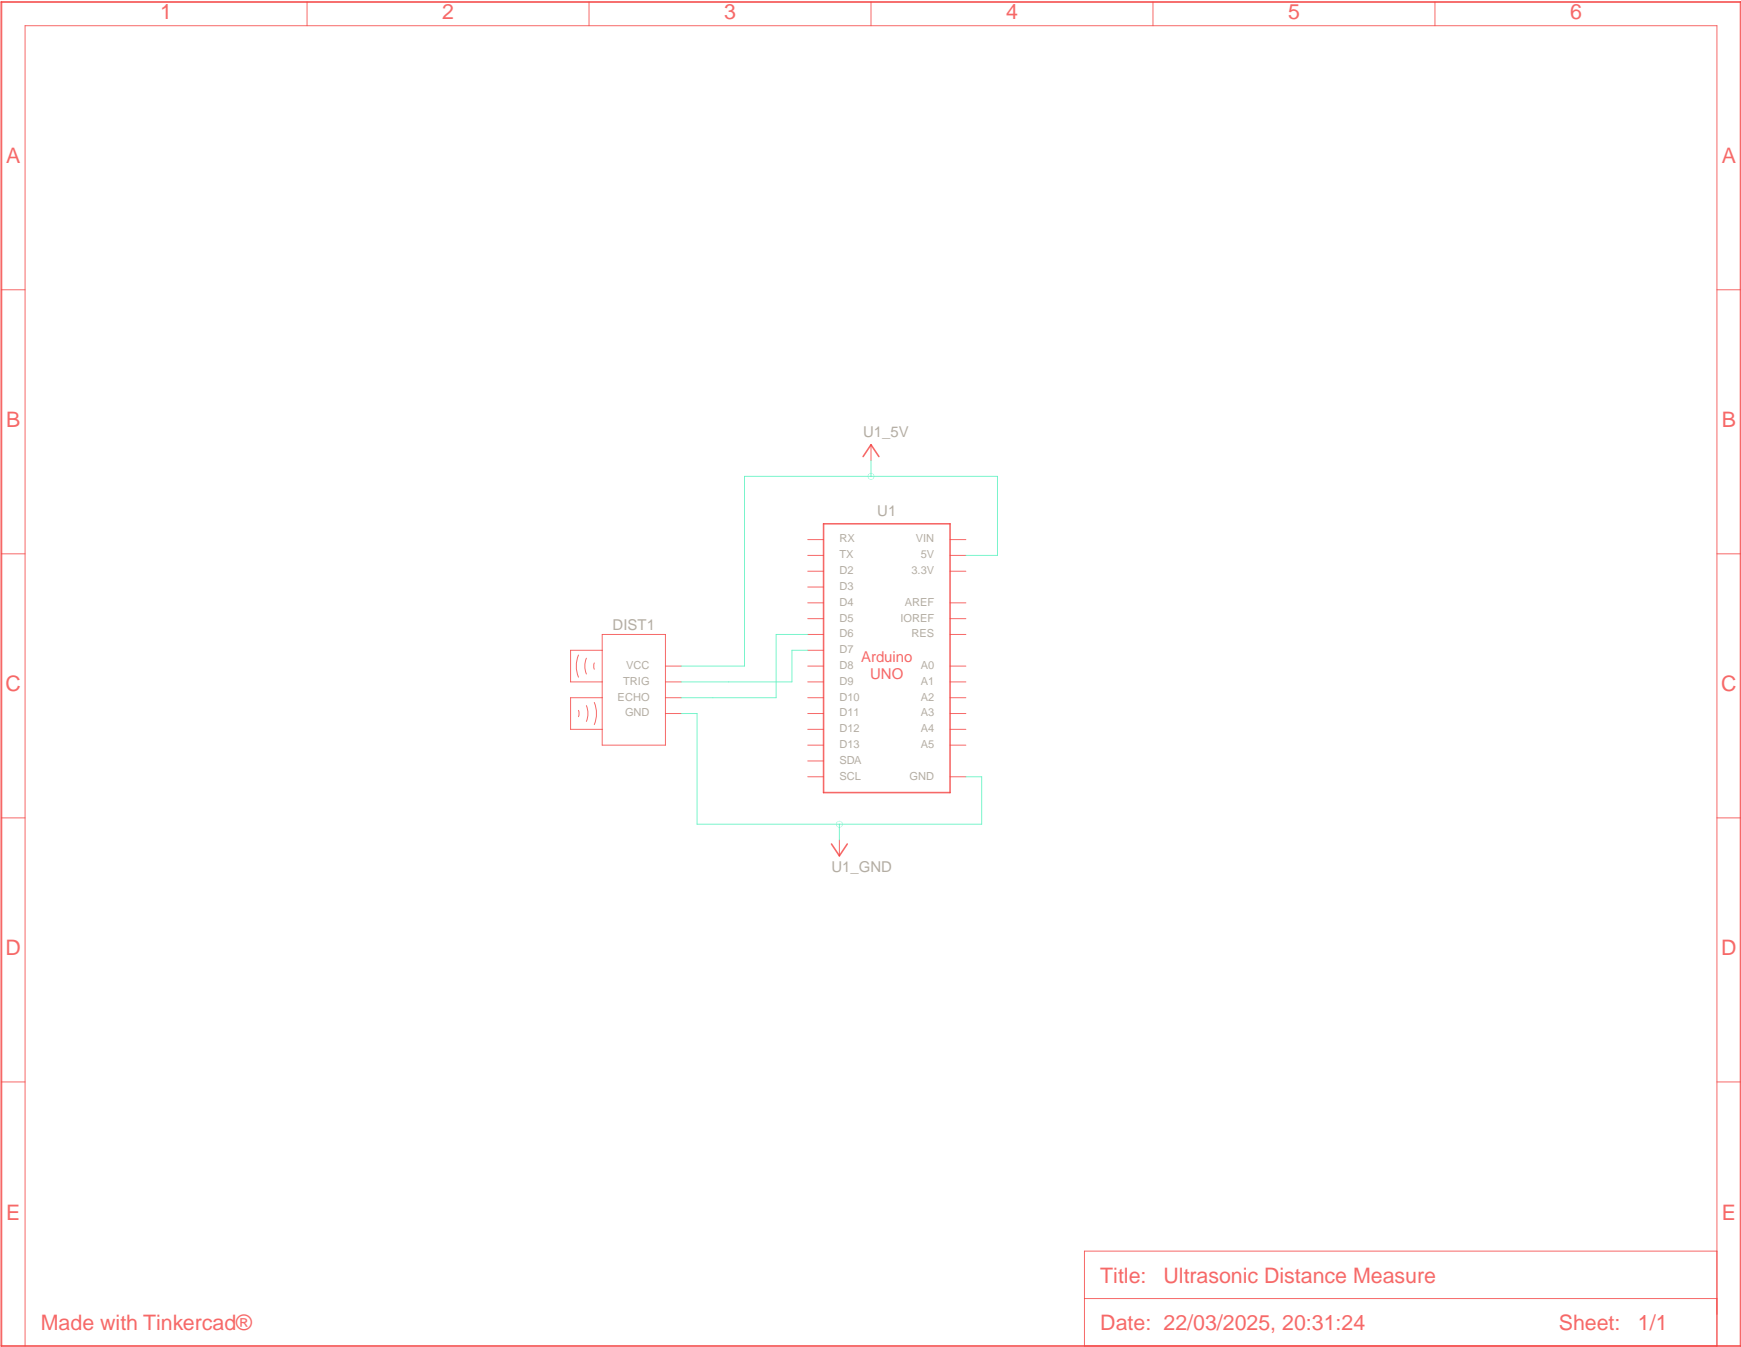 1 2 3 4 5 6
A A
B B
U1_5V
U1
RX VIN
TX 5V
D2 3.3V
D3
D4 AREF
D5 IOREF
D6 RES
D7
D8 A0
D9 A1
D10 A2
D11 A3
D12 A4
D13 A5
SDA
SCL GND
Arduino
UNO
DIST1
VCC
TRIG
ECHO
GND
C C
U1_GND
D D
E E
Title: Ultrasonic Distance Measure
Date: 22/03/2025, 20:31:24 Sheet: 1/1
Made with Tinkercad®